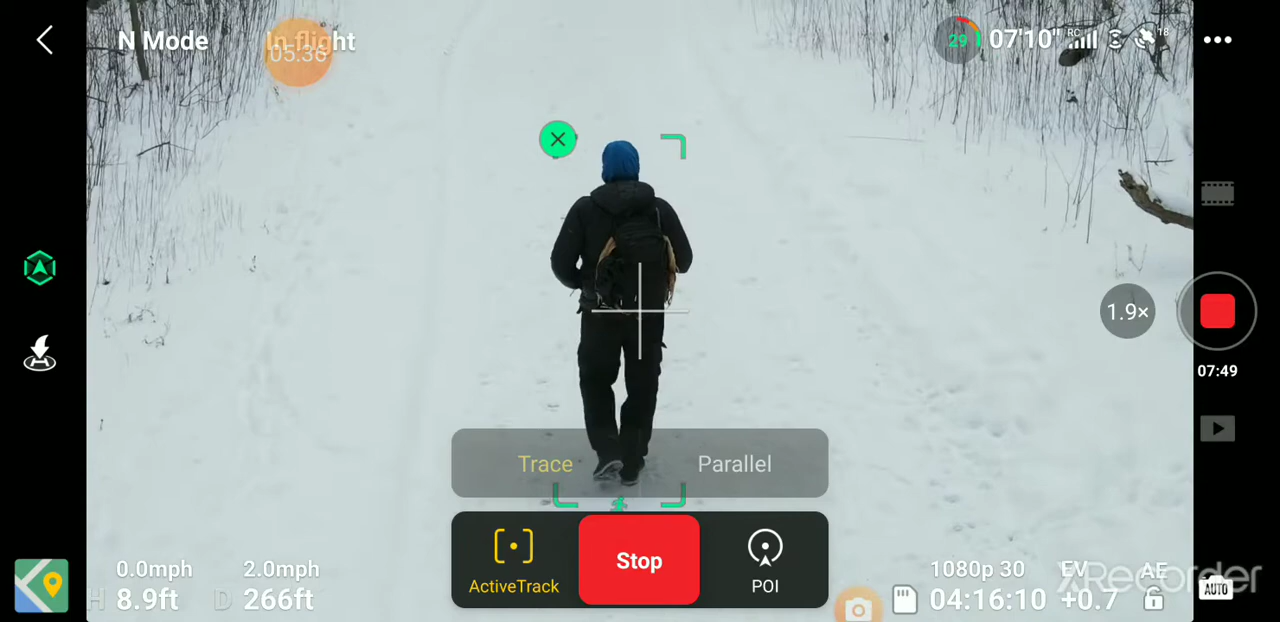 N Mode
In flight
05:36
29
07'10"
RC
18
1.9×
07:49
Trace
Parallel
ActiveTrack
Stop
POI
0.0mph
2.0mph
H 8.9ft
D 266ft
1080p 30
EV
AE
04:16:10
+0.7
AUTO
XRecorder